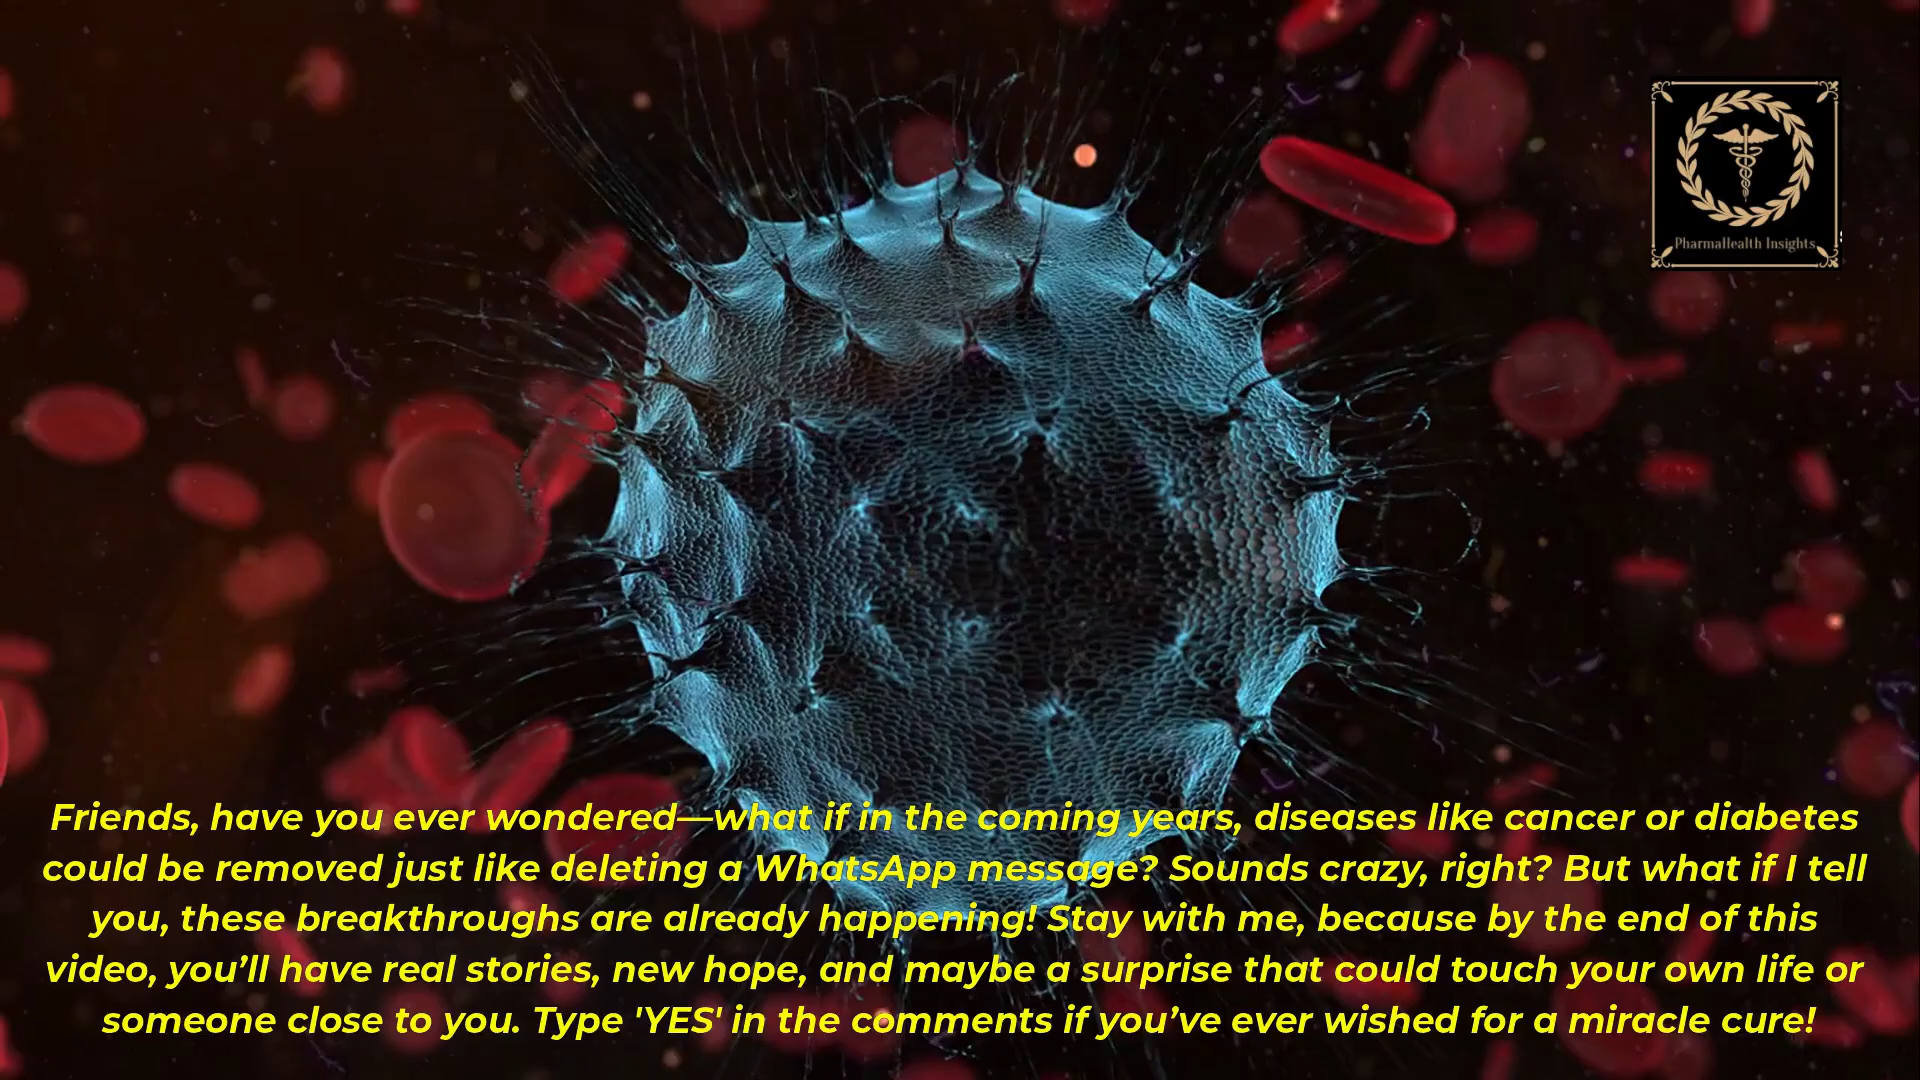 PharmaHealth Insights
Friends, have you ever wondered—what if in the coming years, diseases like cancer or diabetes
could be removed just like deleting a WhatsApp message? Sounds crazy, right? But what if I tell
you, these breakthroughs are already happening! Stay with me, because by the end of this
video, you’ll have real stories, new hope, and maybe a surprise that could touch your own life or
someone close to you. Type 'YES' in the comments if you’ve ever wished for a miracle cure!